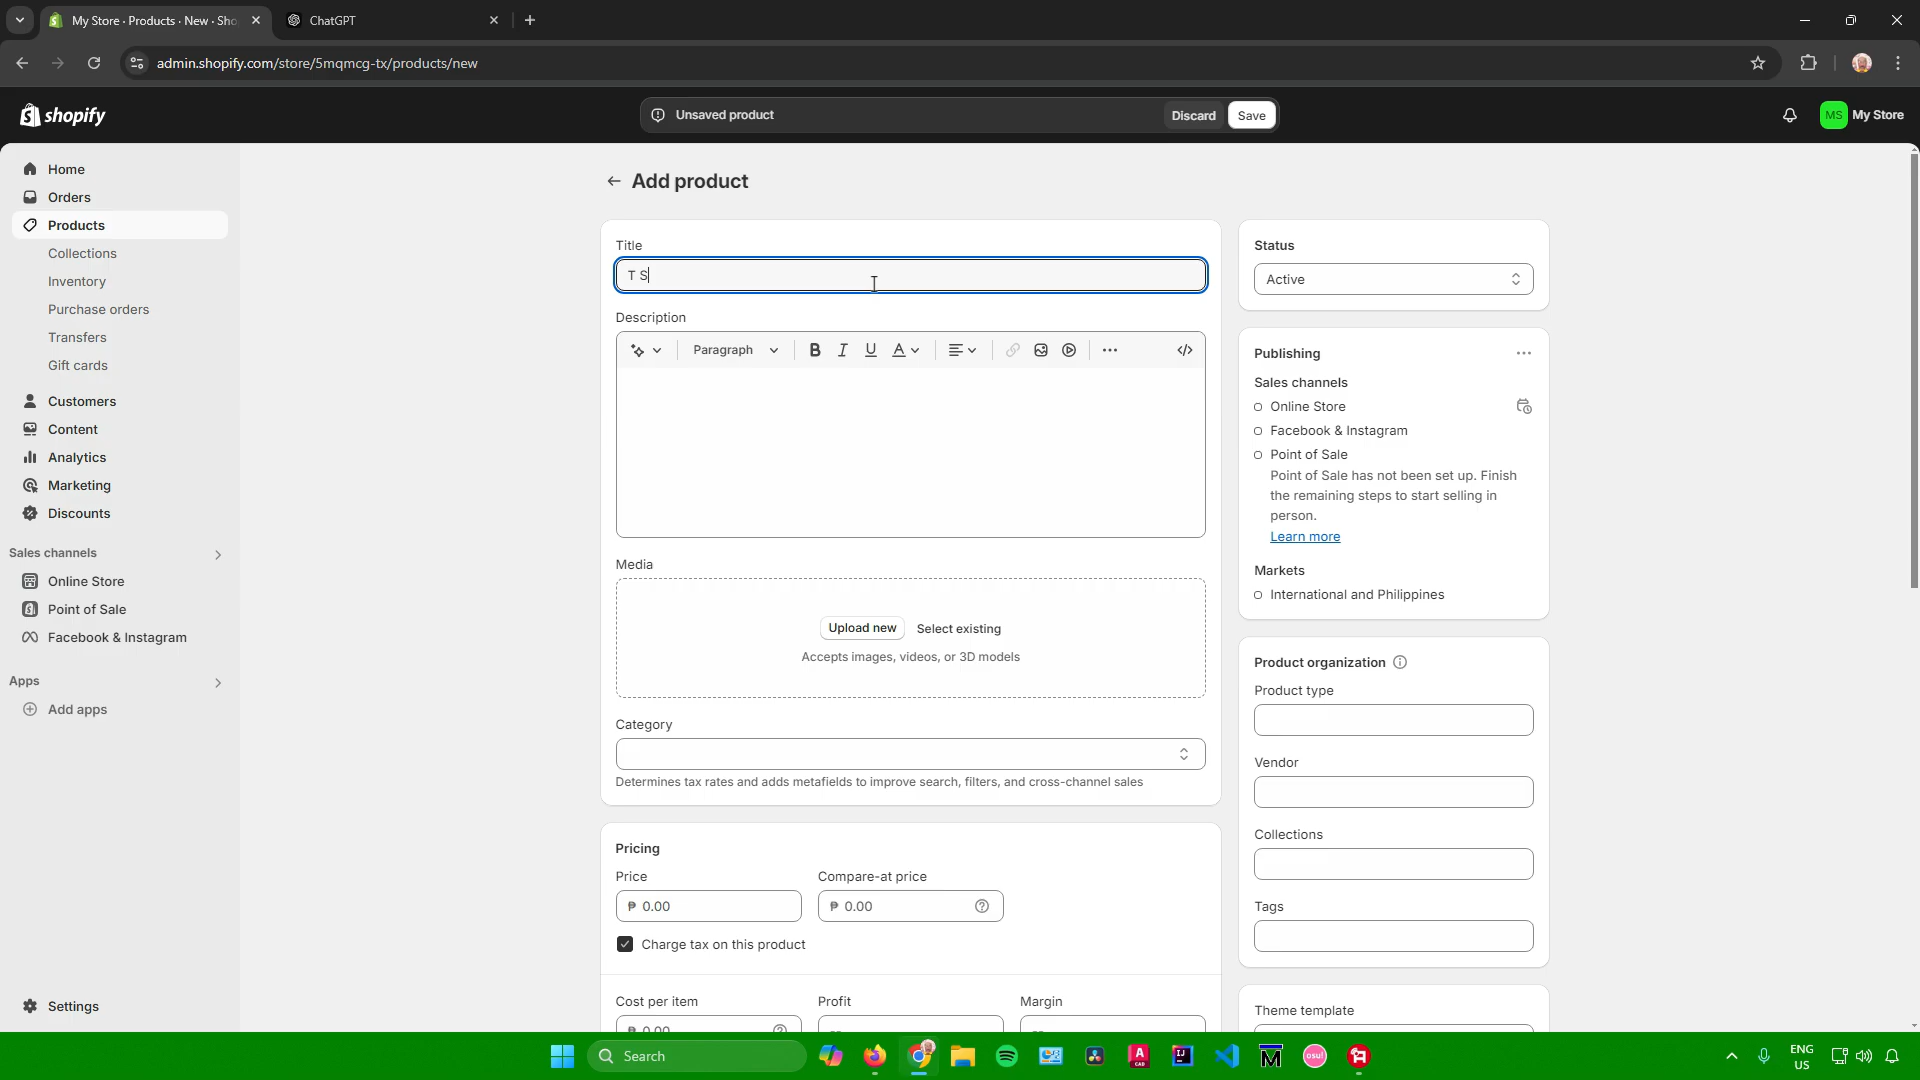 My Store · Products · New · Sho
ChatGPT
admin.shopify.com/store/5mqmcg-tx/products/new
shopify
Unsaved product
Discard
Save
MS
My Store
Home
Orders
Products
Collections
Inventory
Purchase orders
Transfers
Gift cards
Customers
Content
Analytics
Marketing
Discounts
Sales channels
Online Store
Point of Sale
Facebook & Instagram
Apps
Add apps
Settings
Add product
Title
T S
Description
Paragraph
B I U A
Media
Upload new
Select existing
Accepts images, videos, or 3D models
Category
Determines tax rates and adds metafields to improve search, filters, and cross-channel sales
Pricing
Price
Compare-at price
₱ 0.00
₱ 0.00
Charge tax on this product
Cost per item
Profit
Margin
₱ 0.00
--
--
Status
Active
Publishing
Sales channels
Online Store
Facebook & Instagram
Point of Sale
Point of Sale has not been set up. Finish
the remaining steps to start selling in
person.
Learn more
Markets
International and Philippines
Product organization
Product type
Vendor
Collections
Tags
Theme template
Search
A
CAD
IJ
M
osu!
ENG
US